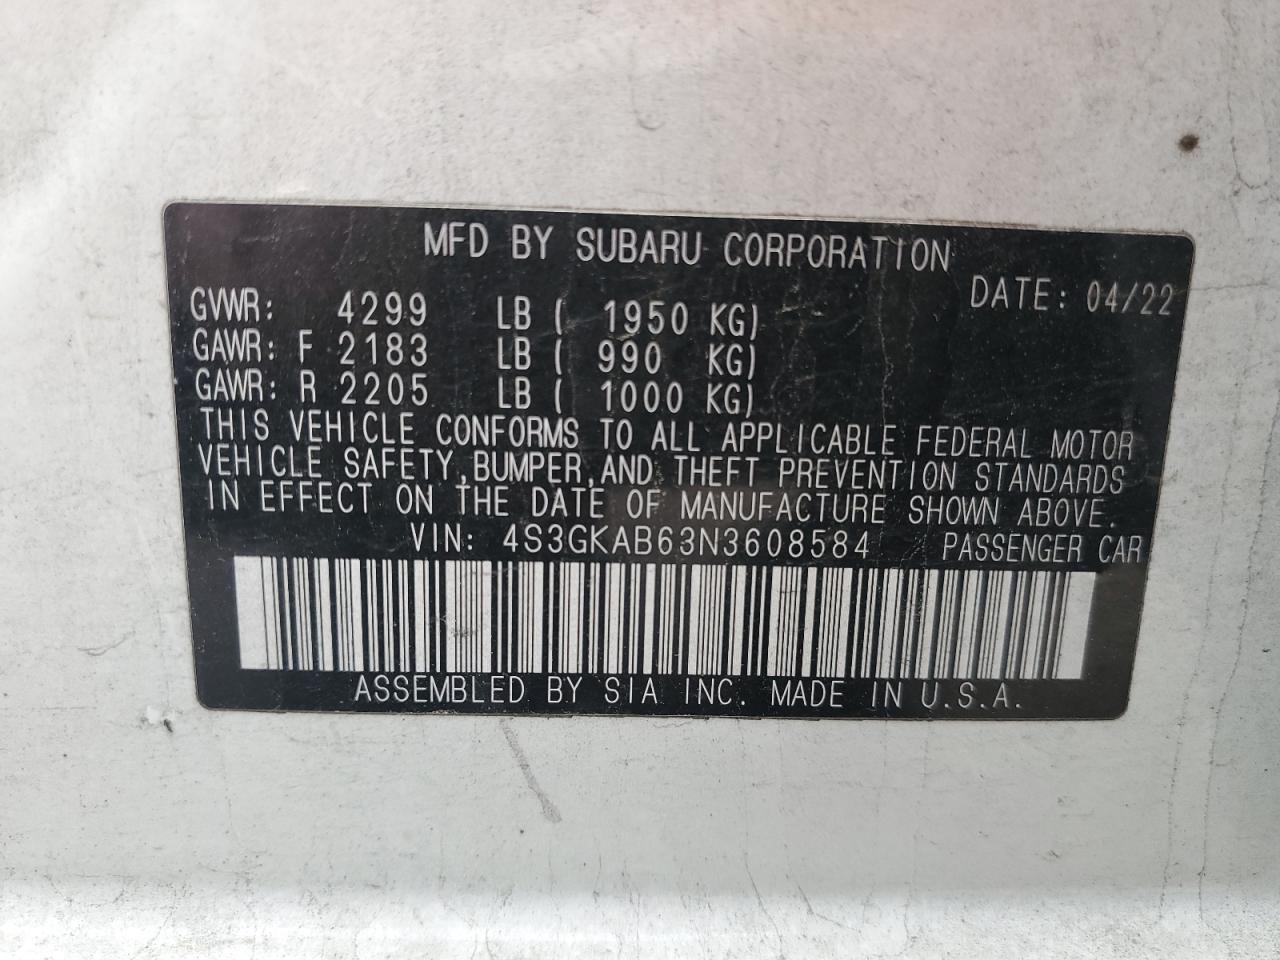 MFD BY SUBARU CORPORATION
DATE: 04/22
GVWR: 4299 LB ( 1950 KG)
GAWR: F 2183 LB ( 990 KG)
GAWR: R 2205 LB ( 1000 KG)
THIS VEHICLE CONFORMS TO ALL APPLICABLE FEDERAL MOTOR
VEHICLE SAFETY, BUMPER, AND THEFT PREVENTION STANDARDS
IN EFFECT ON THE DATE OF MANUFACTURE SHOWN ABOVE.
VIN: 4S3GKAB63N3608584 PASSENGER CAR
ASSEMBLED BY SIA INC. MADE IN U.S.A.